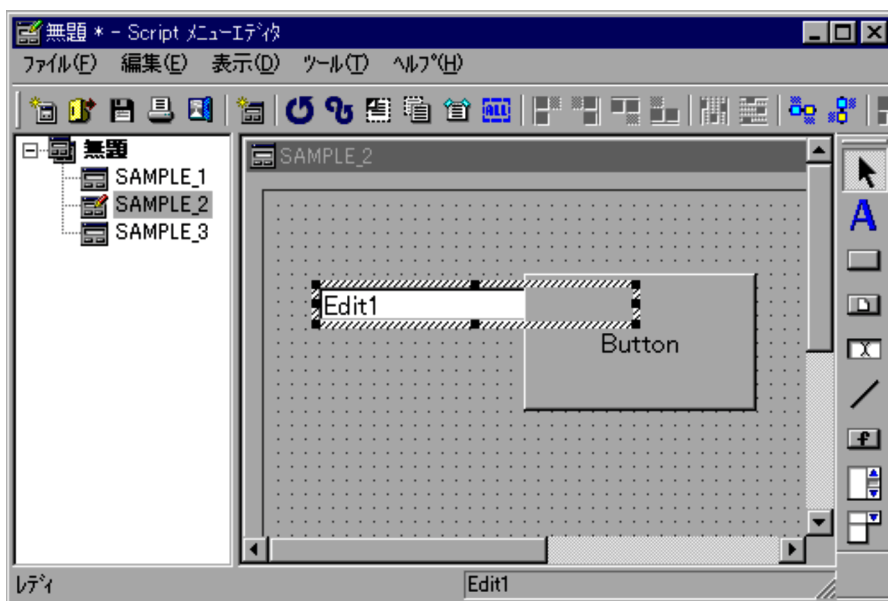 無題 * - Script ﾒﾆｭｰｴﾃﾞｨﾀ
ﾌｧｲﾙ(F) 編集(E) 表示(D) ﾂｰﾙ(T) ﾍﾙﾌﾟ(H)
ALL
無題
SAMPLE_1
SAMPLE_2
SAMPLE_3
SAMPLE_2
Edit1
Button
A
f
ﾚﾃﾞｨ
Edit1